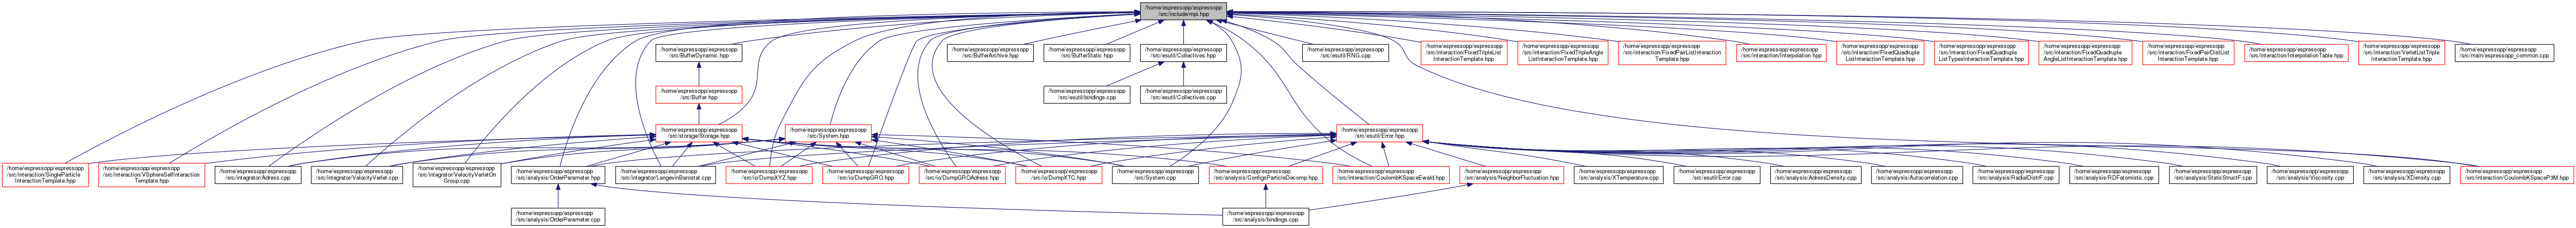 /home/espressopp/espressopp
/src/include/mpi.hpp
/home/espressopp/espressopp
/src/BufferDynamic.hpp
/home/espressopp/espressopp
/src/BufferArchive.hpp
/home/espressopp/espressopp
/src/BufferStatic.hpp
/home/espressopp/espressopp
/src/esutil/Collectives.hpp
/home/espressopp/espressopp
/src/esutil/RNG.cpp
/home/espressopp/espressopp
/src/interaction/FixedTripleList
InteractionTemplate.hpp
/home/espressopp/espressopp
/src/interaction/FixedTripleAngle
ListInteractionTemplate.hpp
/home/espressopp/espressopp
/src/interaction/FixedPairListInteraction
Template.hpp
/home/espressopp/espressopp
/src/interaction/Interpolation.hpp
/home/espressopp/espressopp
/src/interaction/FixedQuadruple
ListInteractionTemplate.hpp
/home/espressopp/espressopp
/src/interaction/FixedQuadruple
ListTypesInteractionTemplate.hpp
/home/espressopp/espressopp
/src/interaction/FixedQuadruple
AngleListInteractionTemplate.hpp
/home/espressopp/espressopp
/src/interaction/FixedPairDistList
InteractionTemplate.hpp
/home/espressopp/espressopp
/src/interaction/InterpolationTable.hpp
/home/espressopp/espressopp
/src/interaction/VerletListTriple
InteractionTemplate.hpp
/home/espressopp/espressopp
/src/main/espressopp_common.cpp
/home/espressopp/espressopp
/src/Buffer.hpp
/home/espressopp/espressopp
/src/esutil/bindings.cpp
/home/espressopp/espressopp
/src/esutil/Collectives.cpp
/home/espressopp/espressopp
/src/storage/Storage.hpp
/home/espressopp/espressopp
/src/System.hpp
/home/espressopp/espressopp
/src/esutil/Error.hpp
/home/espressopp/espressopp
/src/interaction/SingleParticle
InteractionTemplate.hpp
/home/espressopp/espressopp
/src/interaction/VSphereSelfInteraction
Template.hpp
/home/espressopp/espressopp
/src/integrator/Adress.cpp
/home/espressopp/espressopp
/src/integrator/VelocityVerlet.cpp
/home/espressopp/espressopp
/src/integrator/VelocityVerletOn
Group.cpp
/home/espressopp/espressopp
/src/analysis/OrderParameter.hpp
/home/espressopp/espressopp
/src/integrator/LangevinBarostat.cpp
/home/espressopp/espressopp
/src/io/DumpXYZ.hpp
/home/espressopp/espressopp
/src/io/DumpGRO.hpp
/home/espressopp/espressopp
/src/io/DumpGROAdress.hpp
/home/espressopp/espressopp
/src/io/DumpXTC.hpp
/home/espressopp/espressopp
/src/System.cpp
/home/espressopp/espressopp
/src/analysis/ConfigsParticleDecomp.hpp
/home/espressopp/espressopp
/src/interaction/CoulombKSpaceEwald.hpp
/home/espressopp/espressopp
/src/analysis/NeighborFluctuation.hpp
/home/espressopp/espressopp
/src/analysis/XTemperature.cpp
/home/espressopp/espressopp
/src/esutil/Error.cpp
/home/espressopp/espressopp
/src/analysis/AdressDensity.cpp
/home/espressopp/espressopp
/src/analysis/Autocorrelation.cpp
/home/espressopp/espressopp
/src/analysis/RadialDistrF.cpp
/home/espressopp/espressopp
/src/analysis/RDFatomistic.cpp
/home/espressopp/espressopp
/src/analysis/StaticStructF.cpp
/home/espressopp/espressopp
/src/analysis/Viscosity.cpp
/home/espressopp/espressopp
/src/analysis/XDensity.cpp
/home/espressopp/espressopp
/src/interaction/CoulombKSpaceP3M.hpp
/home/espressopp/espressopp
/src/analysis/OrderParameter.cpp
/home/espressopp/espressopp
/src/analysis/bindings.cpp